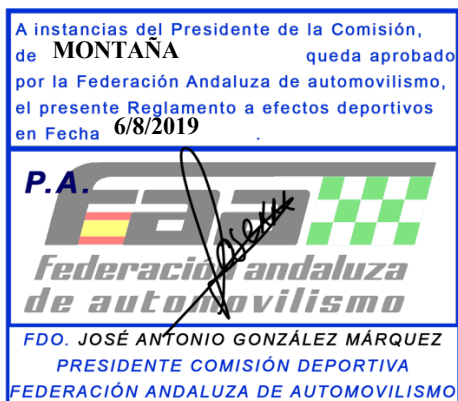 A instancias del Presidente de la Comisión,
de MONTAÑA queda aprobado
por la Federación Andaluza de automovilismo,
el presente Reglamento a efectos deportivos
en Fecha 6/8/2019 .
P.A.
faa
federación andaluza
de automovilismo
FDO. JOSÉ ANTONIO GONZÁLEZ MÁRQUEZ
PRESIDENTE COMISIÓN DEPORTIVA
FEDERACIÓN ANDALUZA DE AUTOMOVILISMO